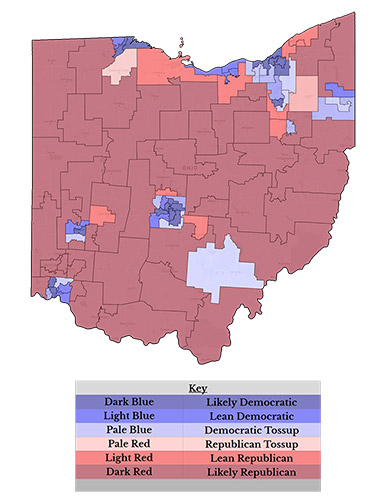 OHIO
Key
Dark Blue Likely Democratic
Light Blue Lean Democratic
Pale Blue Democratic Tossup
Pale Red Republican Tossup
Light Red Lean Republican
Dark Red Likely Republican